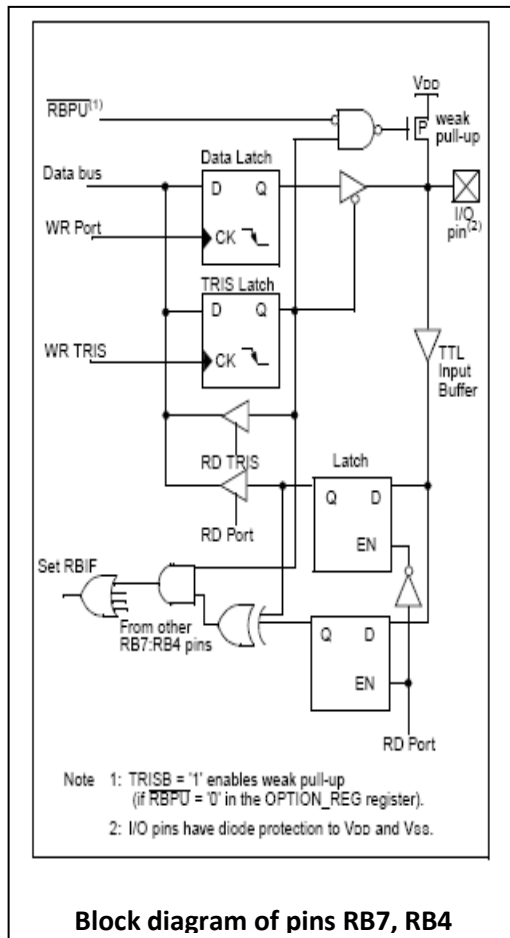 VDD
RBPU(1)
P
weak
pull-up
Data Latch
Data bus
D Q
I/O
pin(2)
WR Port
CK
TRIS Latch
D Q
TTL
Input
Buffer
WR TRIS
CK
RD TRIS
Latch
Q D
RD Port
EN
Set RBIF
From other
RB7:RB4 pins
Q D
EN
RD Port
Note 1: TRISB = '1' enables weak pull-up
(if RBPU = '0' in the OPTION_REG register).
2: I/O pins have diode protection to VDD and VSS.
Block diagram of pins RB7, RB4